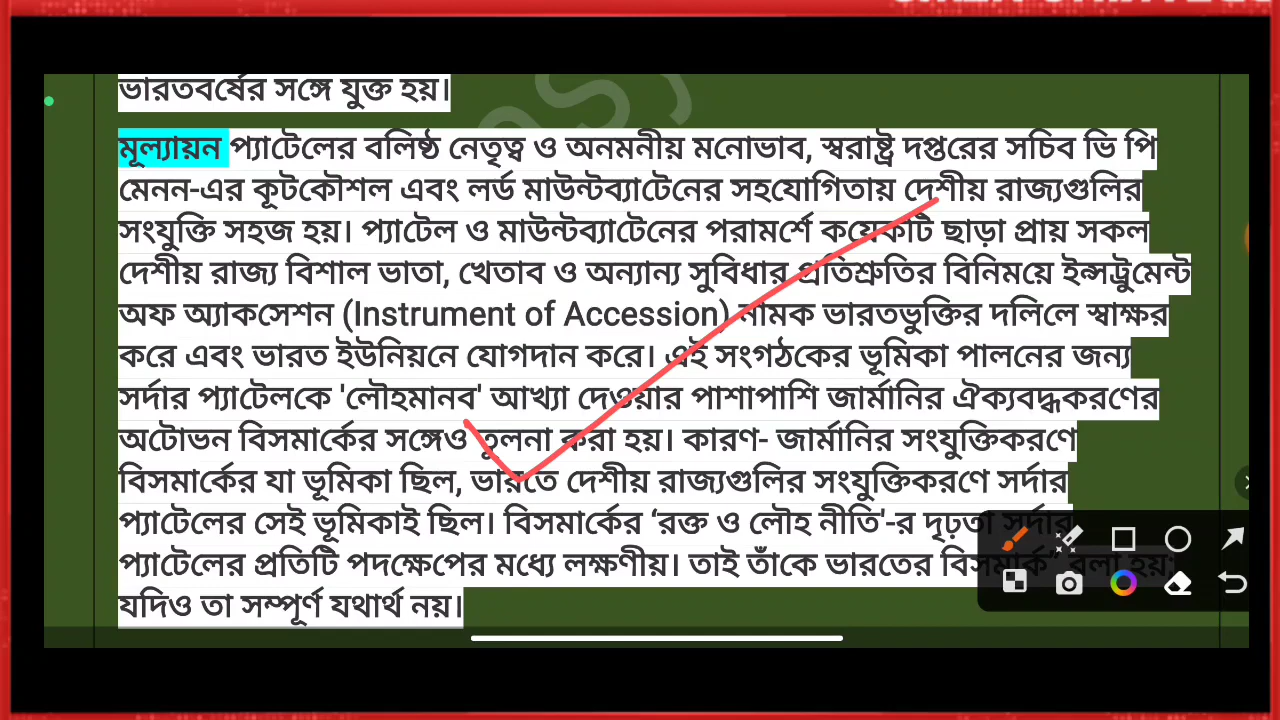 ভারতবর্ষের সঙ্গে যুক্ত হয়।
মূল্যায়ন প্যাটেলের বলিষ্ঠ নেতৃত্ব ও অনমনীয় মনোভাব, স্বরাষ্ট্র দপ্তরের সচিব ভি পি
মেনন-এর কূটকৌশল এবং লর্ড মাউন্টব্যাটেনের সহযোগিতায় দেশীয় রাজ্যগুলির
সংযুক্তি সহজ হয়। প্যাটেল ও মাউন্টব্যাটেনের পরামর্শে কয়েকটি ছাড়া প্রায় সকল
দেশীয় রাজ্য বিশাল ভাতা, খেতাব ও অন্যান্য সুবিধার প্রতিশ্রুতির বিনিময়ে ইন্সট্রুমেন্ট
অফ অ্যাকসেশন (Instrument of Accession) নামক ভারতভুক্তির দলিলে স্বাক্ষর
করে এবং ভারত ইউনিয়নে যোগদান করে। এই সংগঠকের ভূমিকা পালনের জন্য
সর্দার প্যাটেলকে 'লৌহমানব' আখ্যা দেওয়ার পাশাপাশি জার্মানির ঐক্যবদ্ধকরণের
অটোভন বিসমার্কের সঙ্গেও তুলনা করা হয়। কারণ- জার্মানির সংযুক্তিকরণে
বিসমার্কের যা ভূমিকা ছিল, ভারতে দেশীয় রাজ্যগুলির সংযুক্তিকরণে সর্দার
প্যাটেলের সেই ভূমিকাই ছিল। বিসমার্কের ‘রক্ত ও লৌহ নীতি'-র দৃঢ়তা সর্দার
প্যাটেলের প্রতিটি পদক্ষেপের মধ্যে লক্ষণীয়। তাই তাঁকে ভারতের বিসমার্ক” বলা হয়;
যদিও তা সম্পূর্ণ যথার্থ নয়।